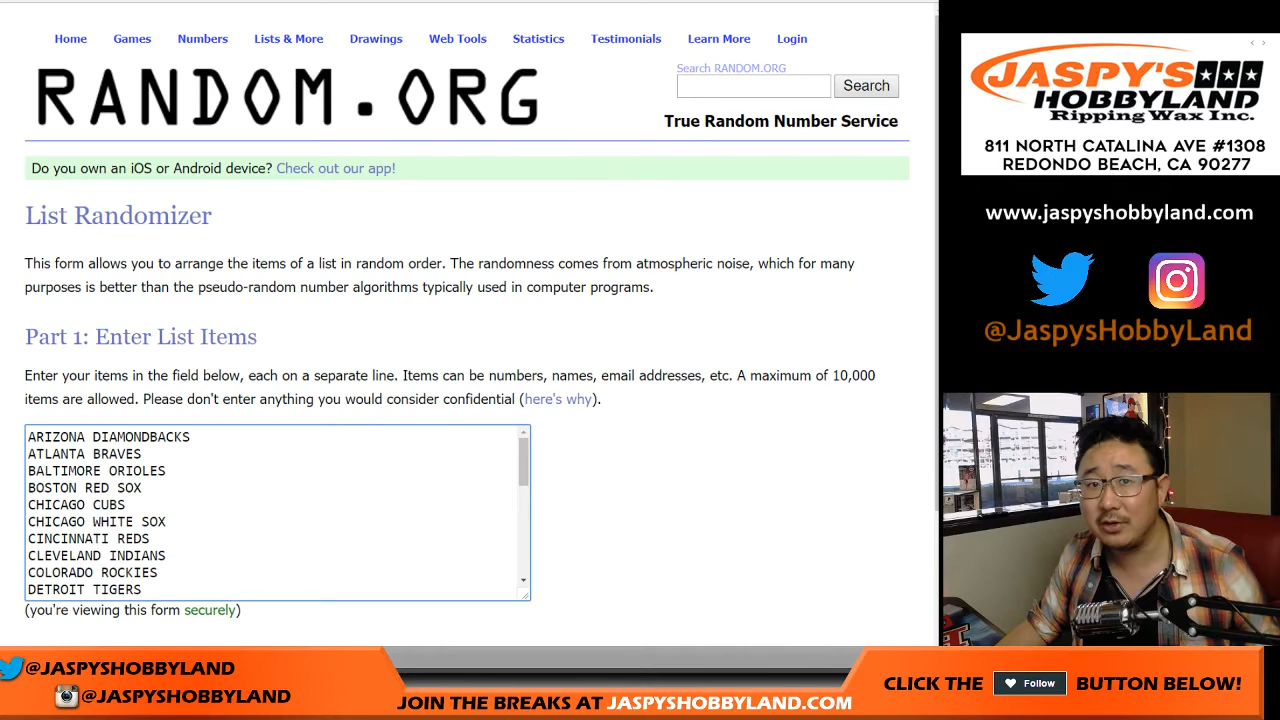 Home Games Numbers Lists & More Drawings Web Tools Statistics Testimonials Learn More Login
RANDOM.ORG
Search RANDOM.ORG
Search
True Random Number Service
Do you own an iOS or Android device? Check out our app!
List Randomizer
This form allows you to arrange the items of a list in random order. The randomness comes from atmospheric noise, which for many
purposes is better than the pseudo-random number algorithms typically used in computer programs.
Part 1: Enter List Items
Enter your items in the field below, each on a separate line. Items can be numbers, names, email addresses, etc. A maximum of 10,000
items are allowed. Please don't enter anything you would consider confidential (here's why).
ARIZONA DIAMONDBACKS
ATLANTA BRAVES
BALTIMORE ORIOLES
BOSTON RED SOX
CHICAGO CUBS
CHICAGO WHITE SOX
CINCINNATI REDS
CLEVELAND INDIANS
COLORADO ROCKIES
DETROIT TIGERS
(you're viewing this form securely)
JASPY'S
HOBBYLAND
Ripping Wax Inc.
811 NORTH CATALINA AVE #1308
REDONDO BEACH, CA 90277
www.jaspyshobbyland.com
@JaspysHobbyLand
@JASPYSHOBBYLAND
@JASPYSHOBBYLAND
JOIN THE BREAKS AT JASPYSHOBBYLAND.COM
CLICK THE Follow BUTTON BELOW!